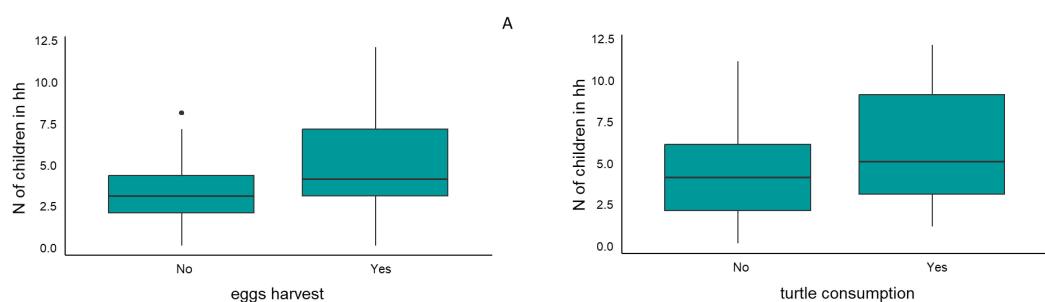 A
N of children in hh
12.5
10.0
7.5
5.0
2.5
0.0
No
Yes
eggs harvest
N of children in hh
12.5
10.0
7.5
5.0
2.5
0.0
No
Yes
turtle consumption